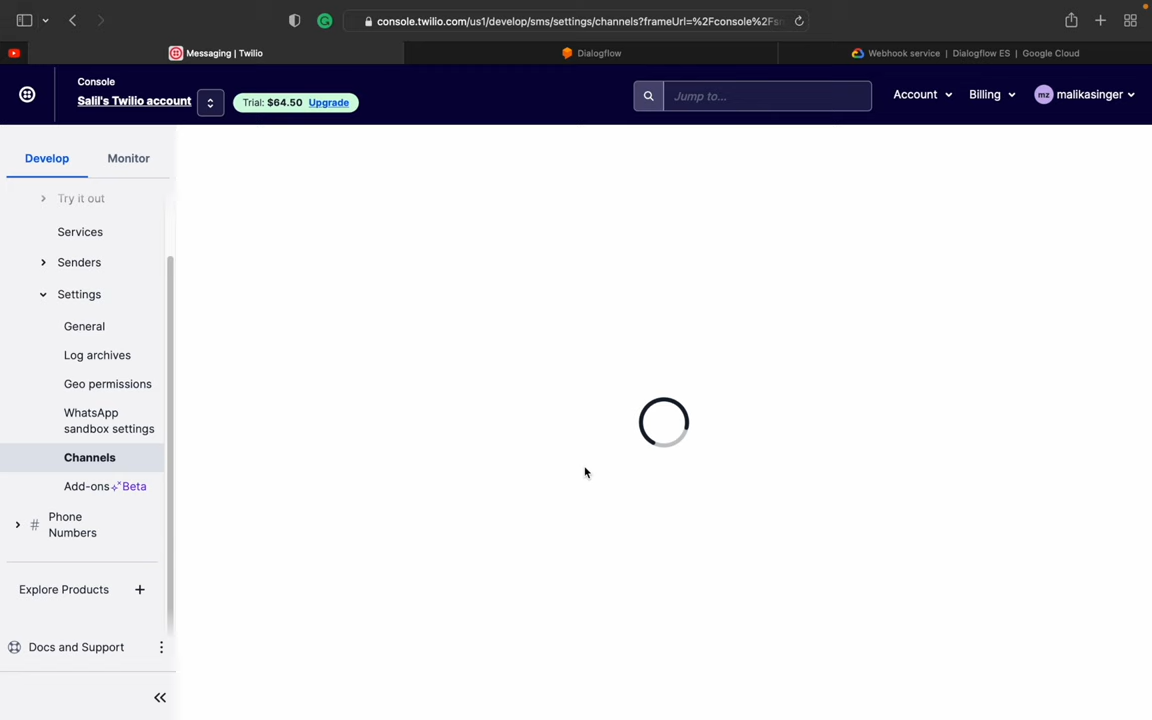 console.twilio.com/us1/develop/sms/settings/channels?frameUrl=%2Fconsole%2Fs
Messaging | Twilio
Dialogflow
Webhook service | Dialogflow ES | Google Cloud
Console
Salil's Twilio account
Trial: $64.50 Upgrade
Jump to...
Account
Billing
mz
malikasinger
Develop
Monitor
Try it out
Services
Senders
Settings
General
Log archives
Geo permissions
WhatsApp
sandbox settings
Channels
Add-ons Beta
# Phone
Numbers
Explore Products +
Docs and Support